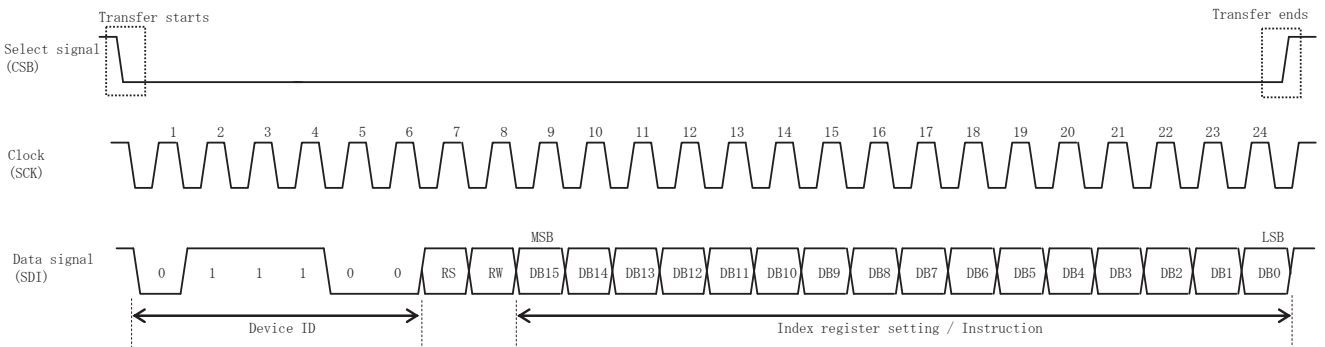 Transfer starts
Transfer ends
Select signal
(CSB)
1 2 3 4 5 6 7 8 9 10 11 12 13 14 15 16 17 18 19 20 21 22 23 24
Clock
(SCK)
MSB
LSB
Data signal
(SDI)
0 1 1 1 0 0 RS RW DB15 DB14 DB13 DB12 DB11 DB10 DB9 DB8 DB7 DB6 DB5 DB4 DB3 DB2 DB1 DB0
Device ID
Index register setting / Instruction